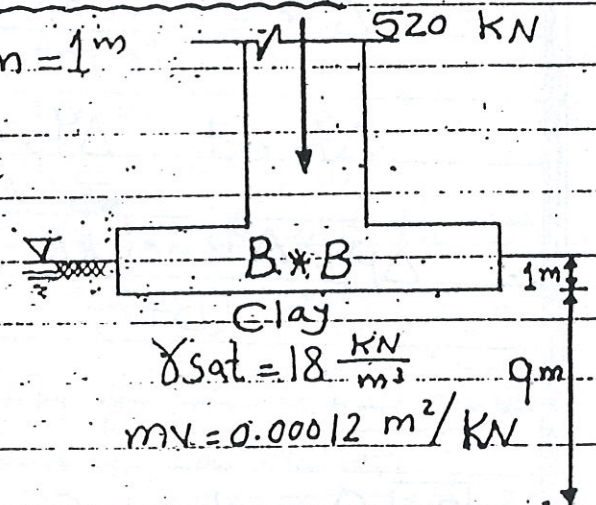 520 KN
n = 1m
B * B
1m
Clay
γsat = 18 KN/m³
9m
mv = 0.00012 m²/KN